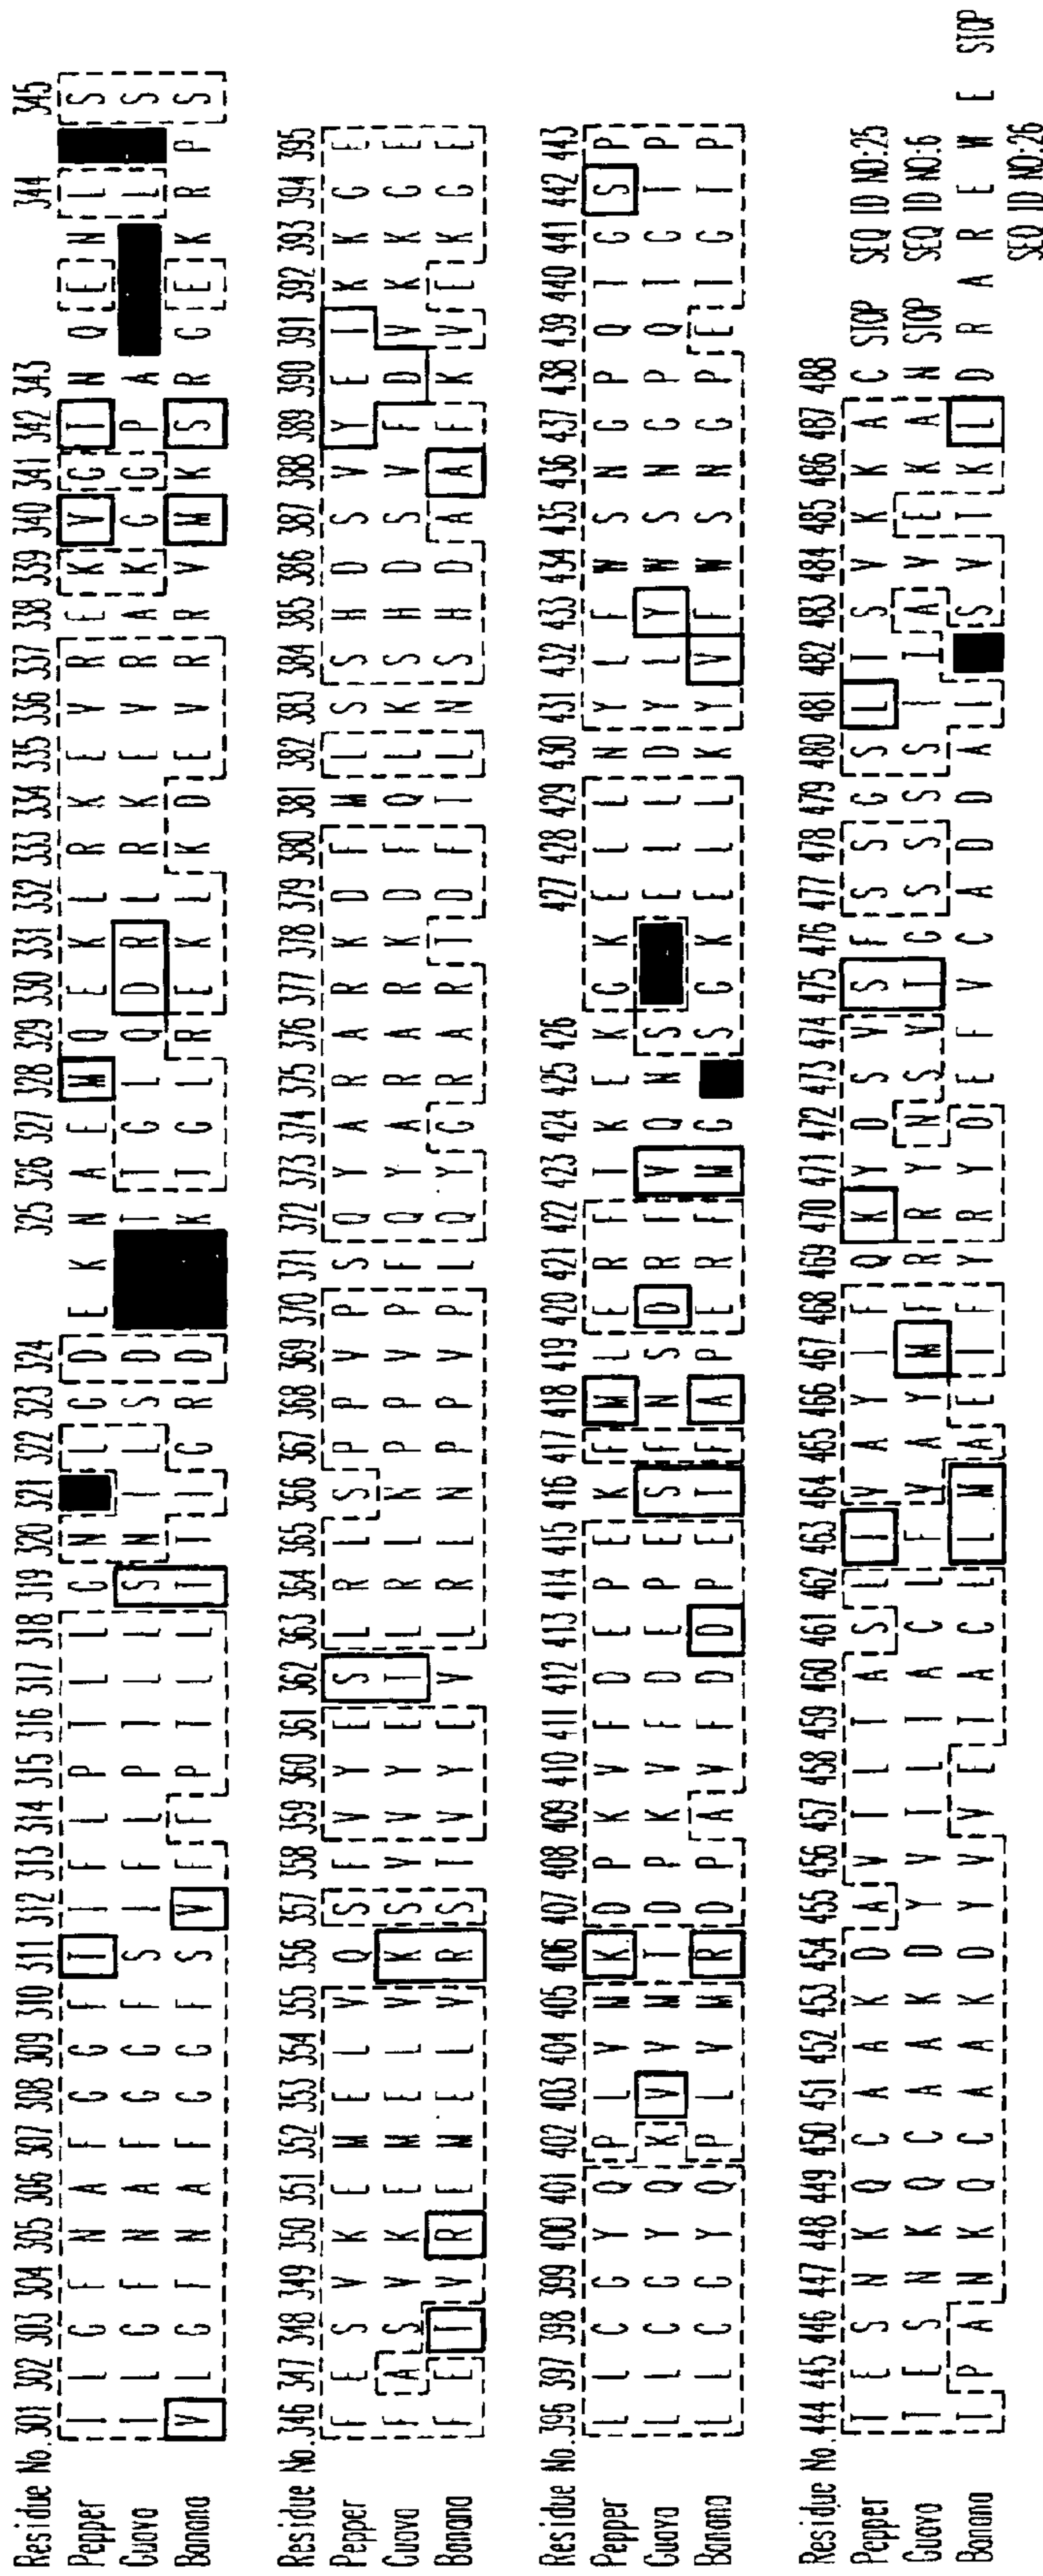 Residue No. 301 302 303 304 305 306 307 308 309 310 311 312 313 314 315 316 317 318 319 320 321 322 323 324 325 326 327 328 329 330 331 332 333 334 335 336 337 338 339 340 341 342 343 344 345
Pepper I L G F N A F G G F T I F L P T L L G N L G D E K N A E M Q E K L R K E V R E K V G T N Q E N L S
Guava I L G F N A F G G F S I F L P T L L S N I L S D T T G L Q D R L R K E V R A K G G P A L S
Banana V L G F N A F G G F S V F F P T L L T T I G R D K T G L R E K L K D E V R R V M K S R G E K R P S
Residue No. 346 347 348 349 350 351 352 353 354 355 356 357 358 359 360 361 362 363 364 365 366 367 368 369 370 371 372 373 374 375 376 377 378 379 380 381 382 383 384 385 386 387 388 389 390 391 392 393 394 395
Pepper F E S V K E M E L V Q S F V Y E S L R L S P P V P S Q Y A R A R K D F M L S S H D S V Y E I K K G E
Guava F A S V K E M E L V K S Y V Y E T L R L N P P V P F Q Y A R A R K D F Q L K S H D S V F D V K K G E
Banana F E T V R E M E L V R S T V Y E V L R L N P P V P L Q Y G R A R T D F T L N S H D A A F K V E K G E
Residue No. 396 397 398 399 400 401 402 403 404 405 406 407 408 409 410 411 412 413 414 415 416 417 418 419 420 421 422 423 424 425 426 427 428 429 430 431 432 433 434 435 436 437 438 439 440 441 442 443
Pepper L L C G Y Q P L V M K D P K V F D E P E K F M L E R F T K E K G K E L L N Y L F W S N G P Q T G S P
Guava L L C G Y Q K V V M T D P K V F D E P E S F N S D R F V Q N S E L L D Y L Y W S N G P Q T G T P
Banana L L C G Y Q P L V M R D P A V F D D P E T F A P E R F M G S G K E L L K Y V F W S N G P E T G T P
Residue No. 444 445 446 447 448 449 450 451 452 453 454 455 456 457 458 459 460 461 462 463 464 465 466 467 468 469 470 471 472 473 474 475 476 477 478 479 480 481 482 483 484 485 486 487 488
Pepper T E S N K Q C A A K D A V T L T A S L I V A Y I F Q K Y D S V S F S S G S L T S V K K A C STOP SEQ ID NO:25
Guava T E S N K Q C A A K D Y V T L T A C L F V A Y M F R R Y N S V T G S S S S I T A V E K A N STOP SEQ ID NO:6
Banana T P A N K Q C A A K D Y V V E T A C L L M A E I F Y R Y D E F V C A D D A I S V T K L D R A R E W E STOP
SEQ ID NO:26